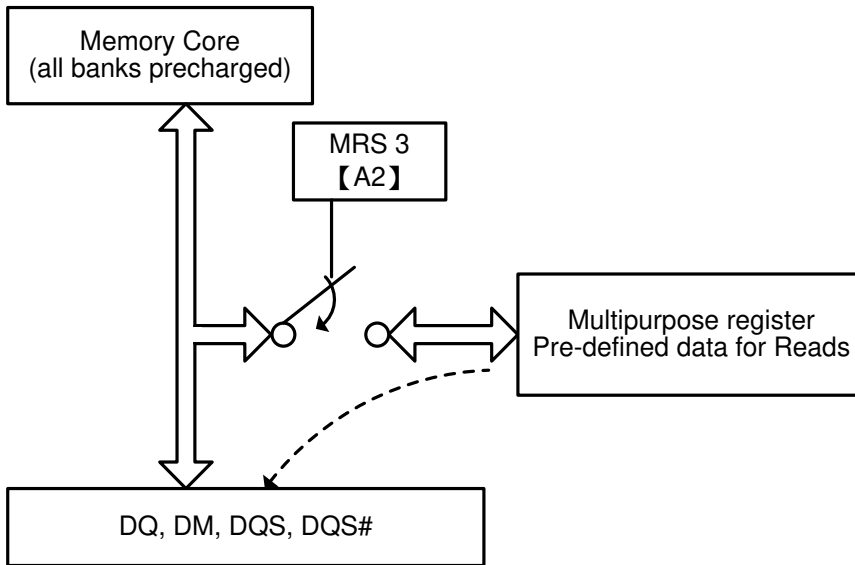 Memory Core
(all banks precharged)
MRS 3
【A2】
Multipurpose register
Pre-defined data for Reads
DQ, DM, DQS, DQS#